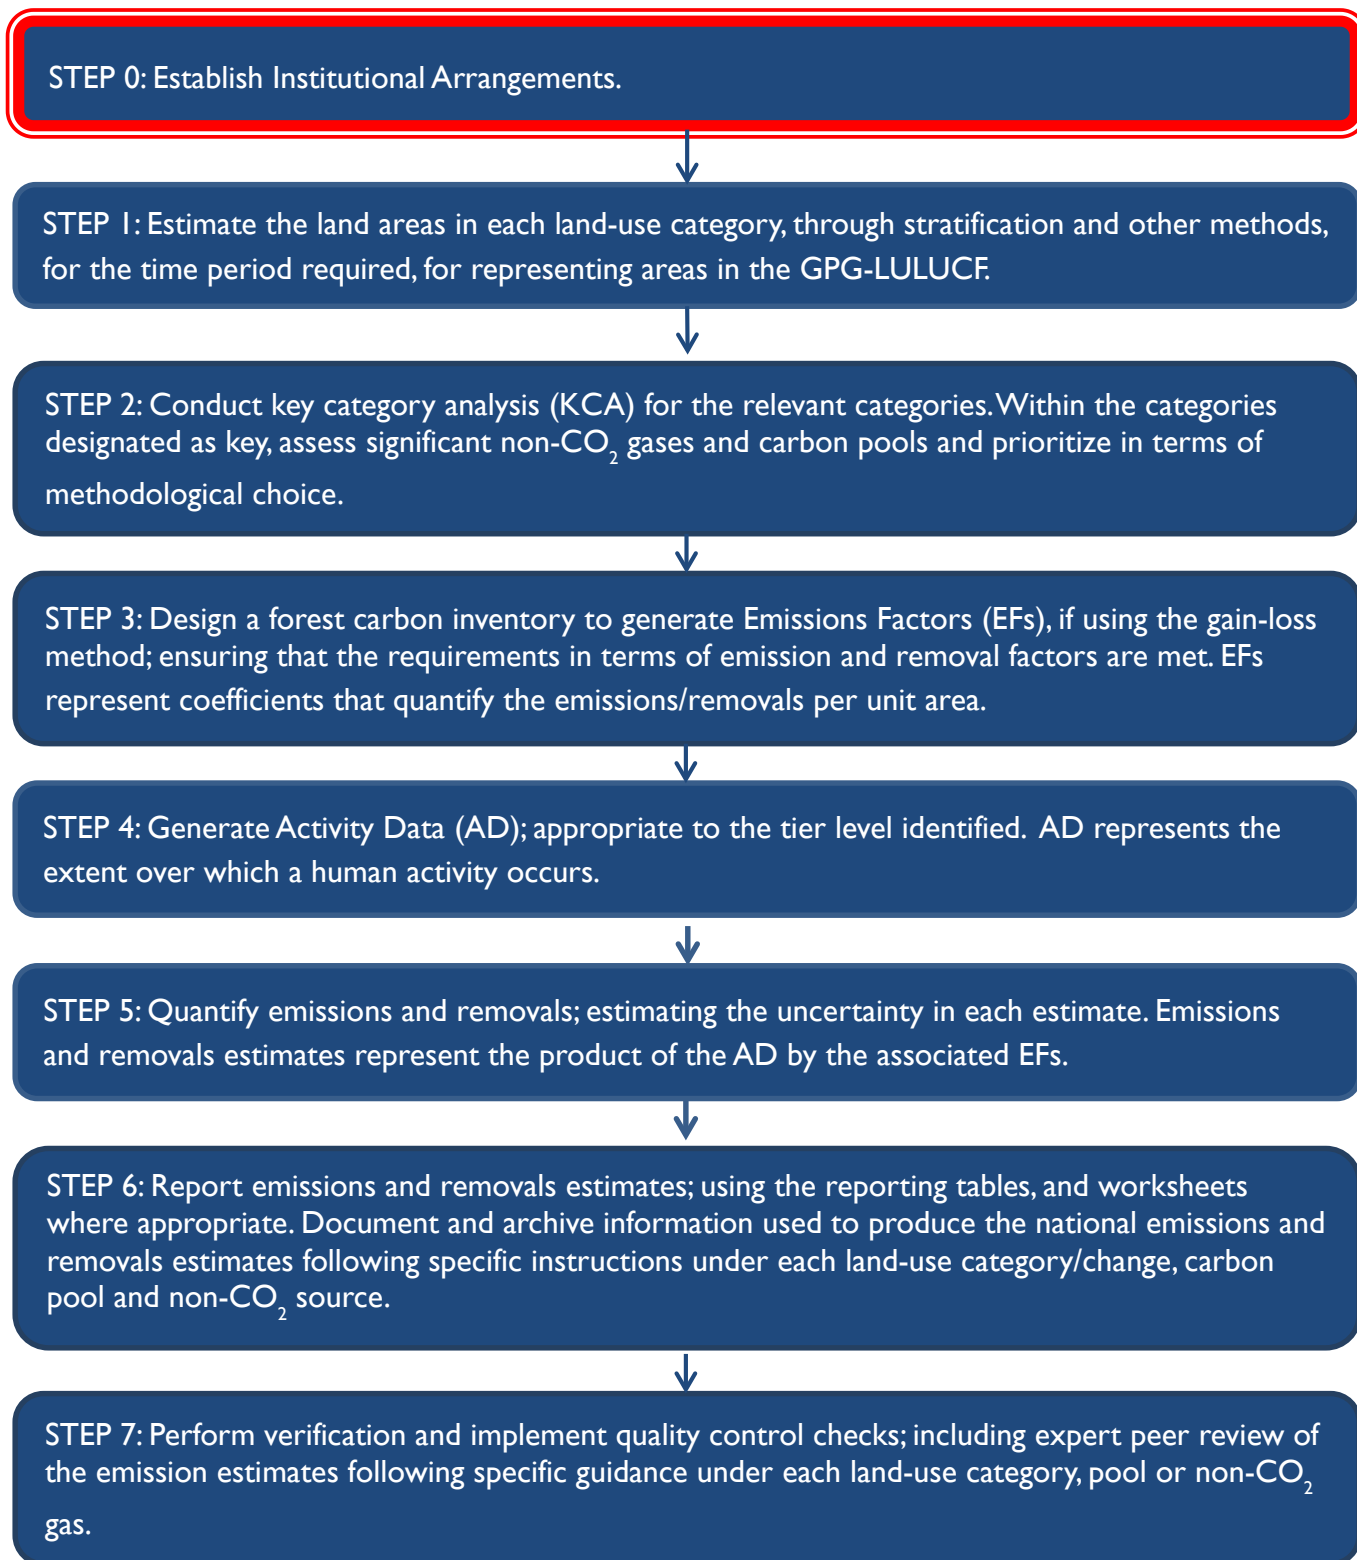 STEP 0: Establish Institutional Arrangements.
STEP 1: Estimate the land areas in each land-use category, through stratification and other methods,
for the time period required, for representing areas in the GPG-LULUCF.
STEP 2: Conduct key category analysis (KCA) for the relevant categories. Within the categories
designated as key, assess significant non-CO₂ gases and carbon pools and prioritize in terms of
methodological choice.
STEP 3: Design a forest carbon inventory to generate Emissions Factors (EFs), if using the gain-loss
method; ensuring that the requirements in terms of emission and removal factors are met. EFs
represent coefficients that quantify the emissions/removals per unit area.
STEP 4: Generate Activity Data (AD); appropriate to the tier level identified. AD represents the
extent over which a human activity occurs.
STEP 5: Quantify emissions and removals; estimating the uncertainty in each estimate. Emissions
and removals estimates represent the product of the AD by the associated EFs.
STEP 6: Report emissions and removals estimates; using the reporting tables, and worksheets
where appropriate. Document and archive information used to produce the national emissions and
removals estimates following specific instructions under each land-use category/change, carbon
pool and non-CO₂ source.
STEP 7: Perform verification and implement quality control checks; including expert peer review of
the emission estimates following specific guidance under each land-use category, pool or non-CO₂
gas.